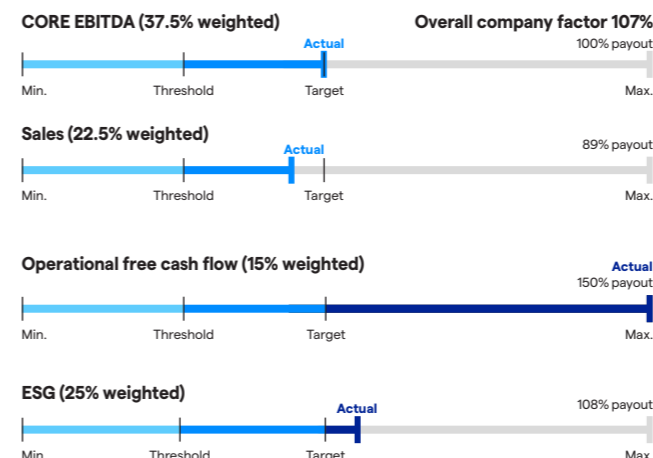 CORE EBITDA (37.5% weighted) Overall company factor 107%
Actual 100% payout
Min. Threshold Target Max.
Sales (22.5% weighted)
Actual 89% payout
Min. Threshold Target Max.
Operational free cash flow (15% weighted)
Actual
150% payout
Min. Threshold Target Max.
ESG (25% weighted)
Actual 108% payout
Min. Threshold Target Max.